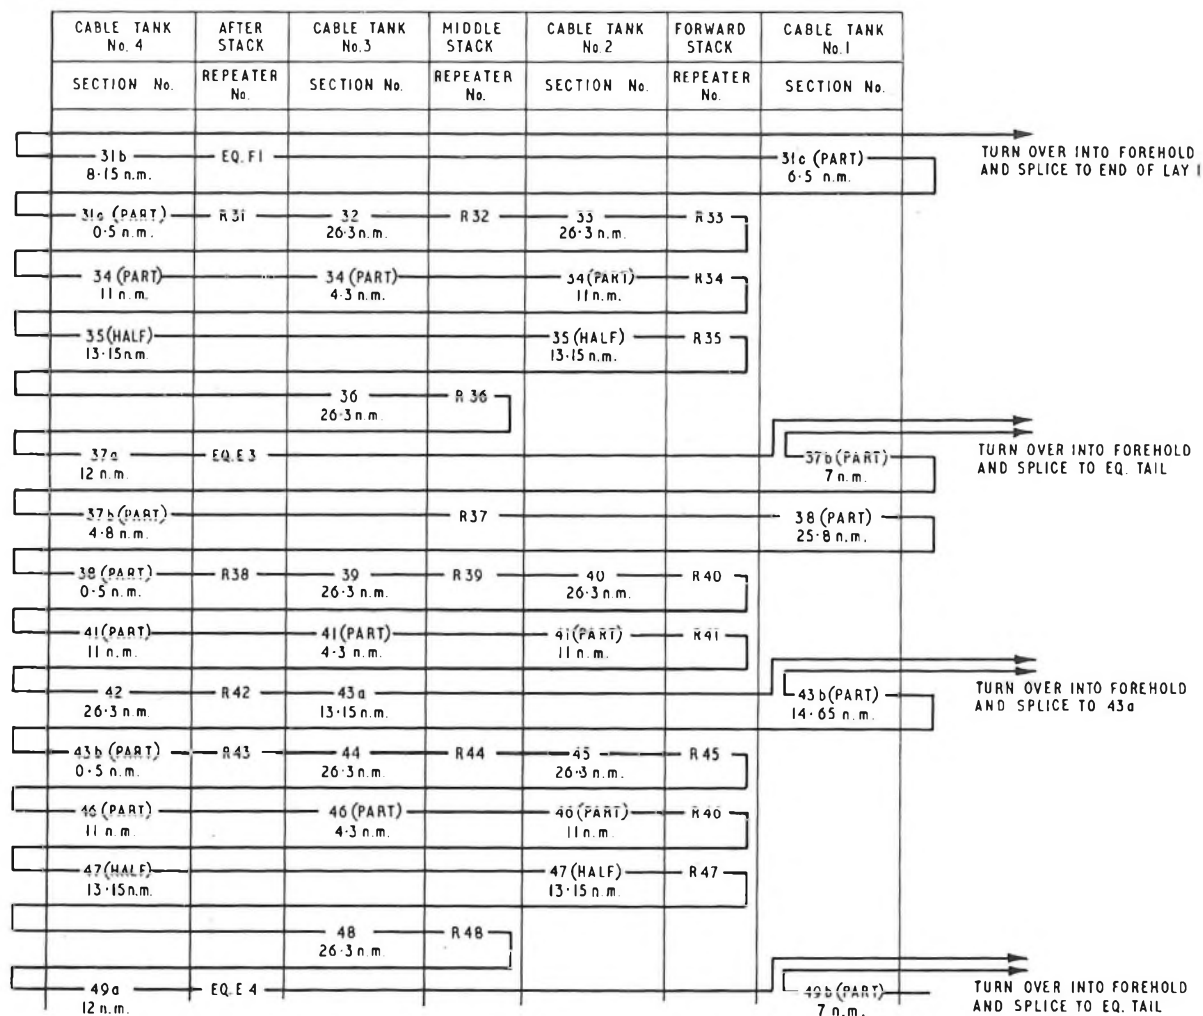 CABLE TANK No. 4 AFTER STACK CABLE TANK No.3 MIDDLE STACK CABLE TANK No.2 FORWARD STACK CABLE TANK No.1
SECTION No. REPEATER No. SECTION No. REPEATER No. SECTION No. REPEATER No. SECTION No.
31b EQ. F1 31c (PART)
8·15 n.m. 6·5 n.m.
TURN OVER INTO FOREHOLD
AND SPLICE TO END OF LAY I
31c (PART) R31 32 R32 33 R33
0·5 n.m. 26·3 n.m. 26·3 n.m.
34 (PART) 34 (PART) 34 (PART) R34
11 n.m. 4·3 n.m. 11 n.m.
35 (HALF) 35 (HALF) R35
13·15 n.m. 13·15 n.m.
36 R 36
26·3 n.m.
37a EQ. E 3 37b (PART)
12 n.m. 7 n.m.
TURN OVER INTO FOREHOLD
AND SPLICE TO EQ. TAIL
37b (PART) R37 38 (PART)
4·8 n.m. 25·8 n.m.
38 (PART) R38 39 R39 40 R40
0·5 n.m. 26·3 n.m. 26·3 n.m.
41 (PART) 41 (PART) 41 (PART) R41
11 n.m. 4·3 n.m. 11 n.m.
42 R42 43a 43b (PART)
26·3 n.m. 13·15 n.m. 14·65 n.m.
TURN OVER INTO FOREHOLD
AND SPLICE TO 43a
43b (PART) R43 44 R44 45 R45
0·5 n.m. 26·3 n.m. 26·3 n.m.
46 (PART) 46 (PART) 46 (PART) R46
11 n.m. 4·3 n.m. 11 n.m.
47 (HALF) 47 (HALF) R47
13·15 n.m. 13·15 n.m.
48 R48
26·3 n.m.
49a EQ. E 4 49b (PART)
12 n.m. 7 n.m.
TURN OVER INTO FOREHOLD
AND SPLICE TO EQ. TAIL